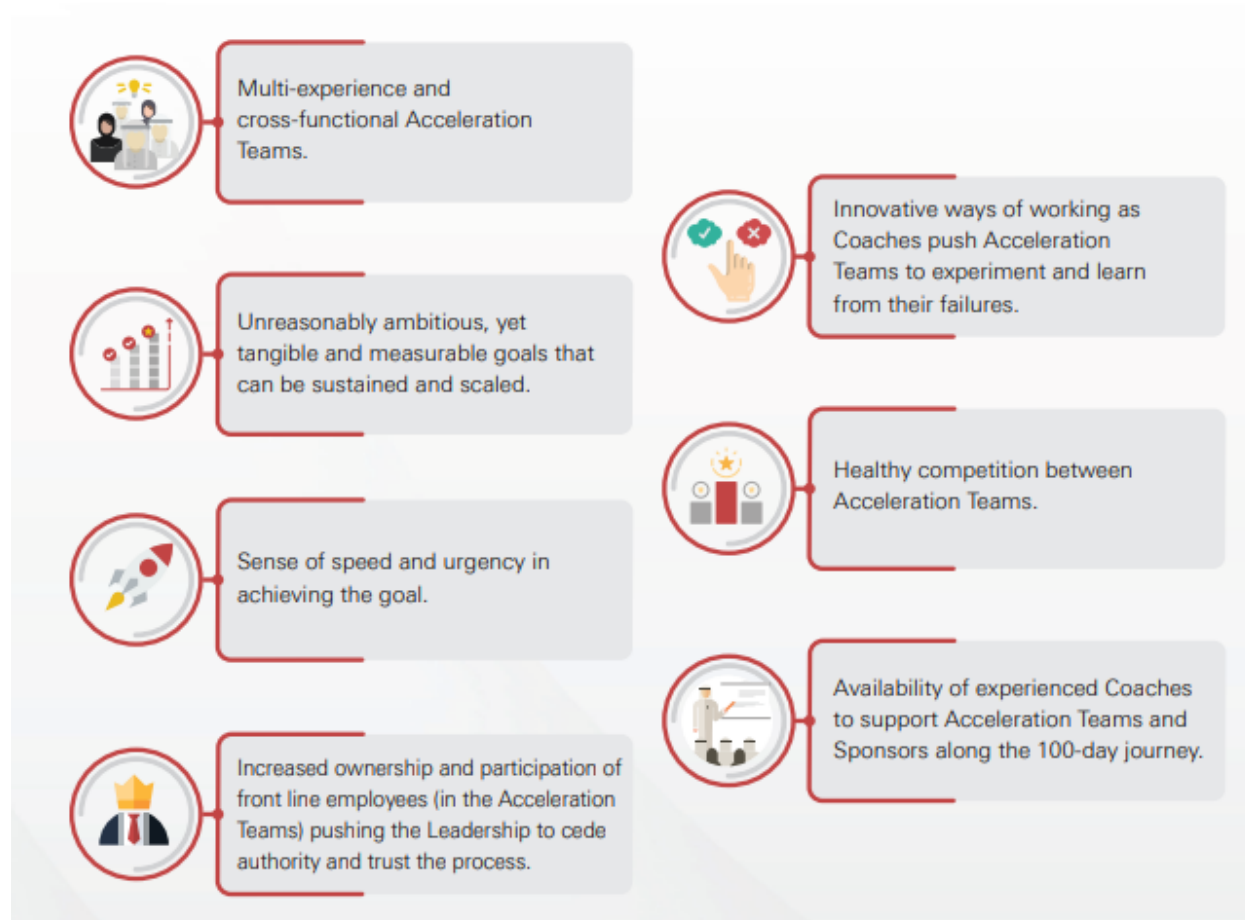 Multi-experience and
cross-functional Acceleration
Teams.
Unreasonably ambitious, yet
tangible and measurable goals that
can be sustained and scaled.
Sense of speed and urgency in
achieving the goal.
Increased ownership and participation of
front line employees (in the Acceleration
Teams) pushing the Leadership to cede
authority and trust the process.
Innovative ways of working as
Coaches push Acceleration
Teams to experiment and learn
from their failures.
Healthy competition between
Acceleration Teams.
Availability of experienced Coaches
to support Acceleration Teams and
Sponsors along the 100-day journey.